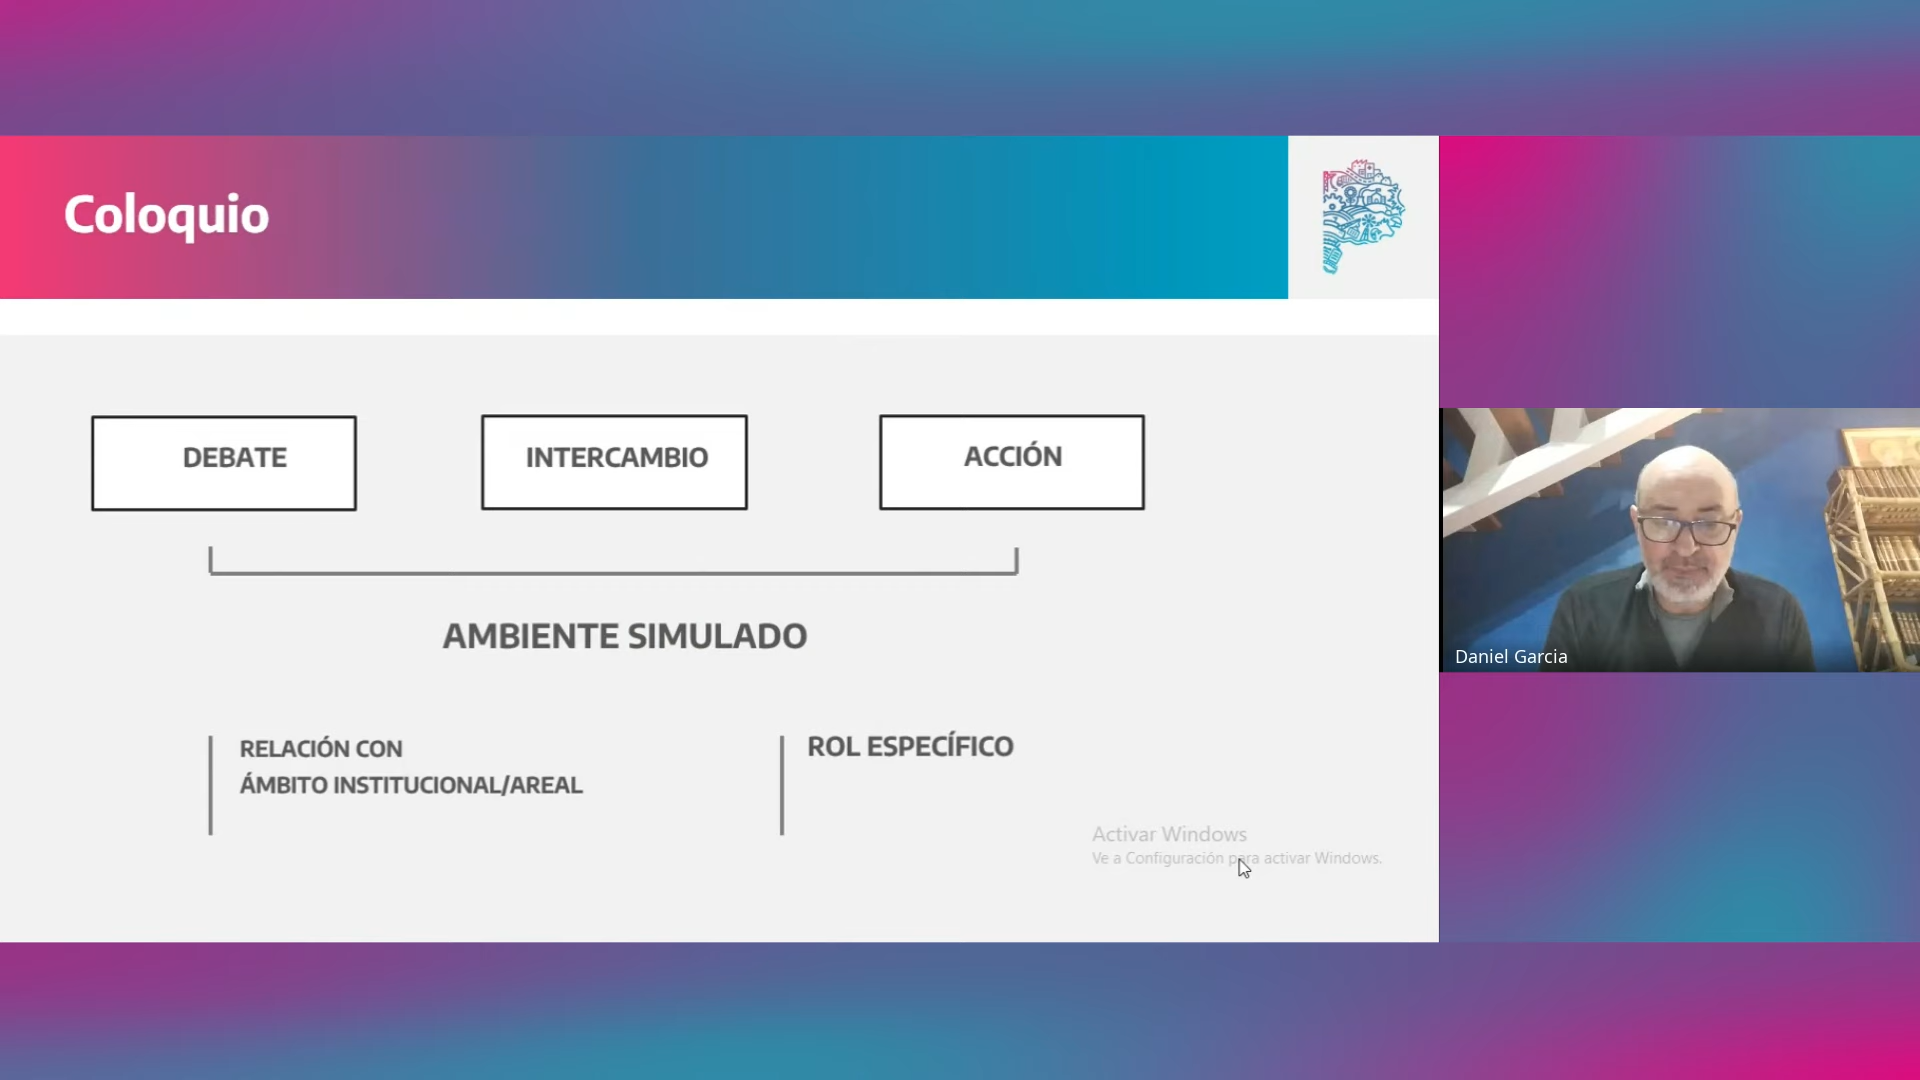 Coloquio
DEBATE
INTERCAMBIO
ACCIÓN
AMBIENTE SIMULADO
RELACIÓN CON
ÁMBITO INSTITUCIONAL/AREAL
ROL ESPECÍFICO
Activar Windows
Ve a Configuración para activar Windows.
Daniel Garcia